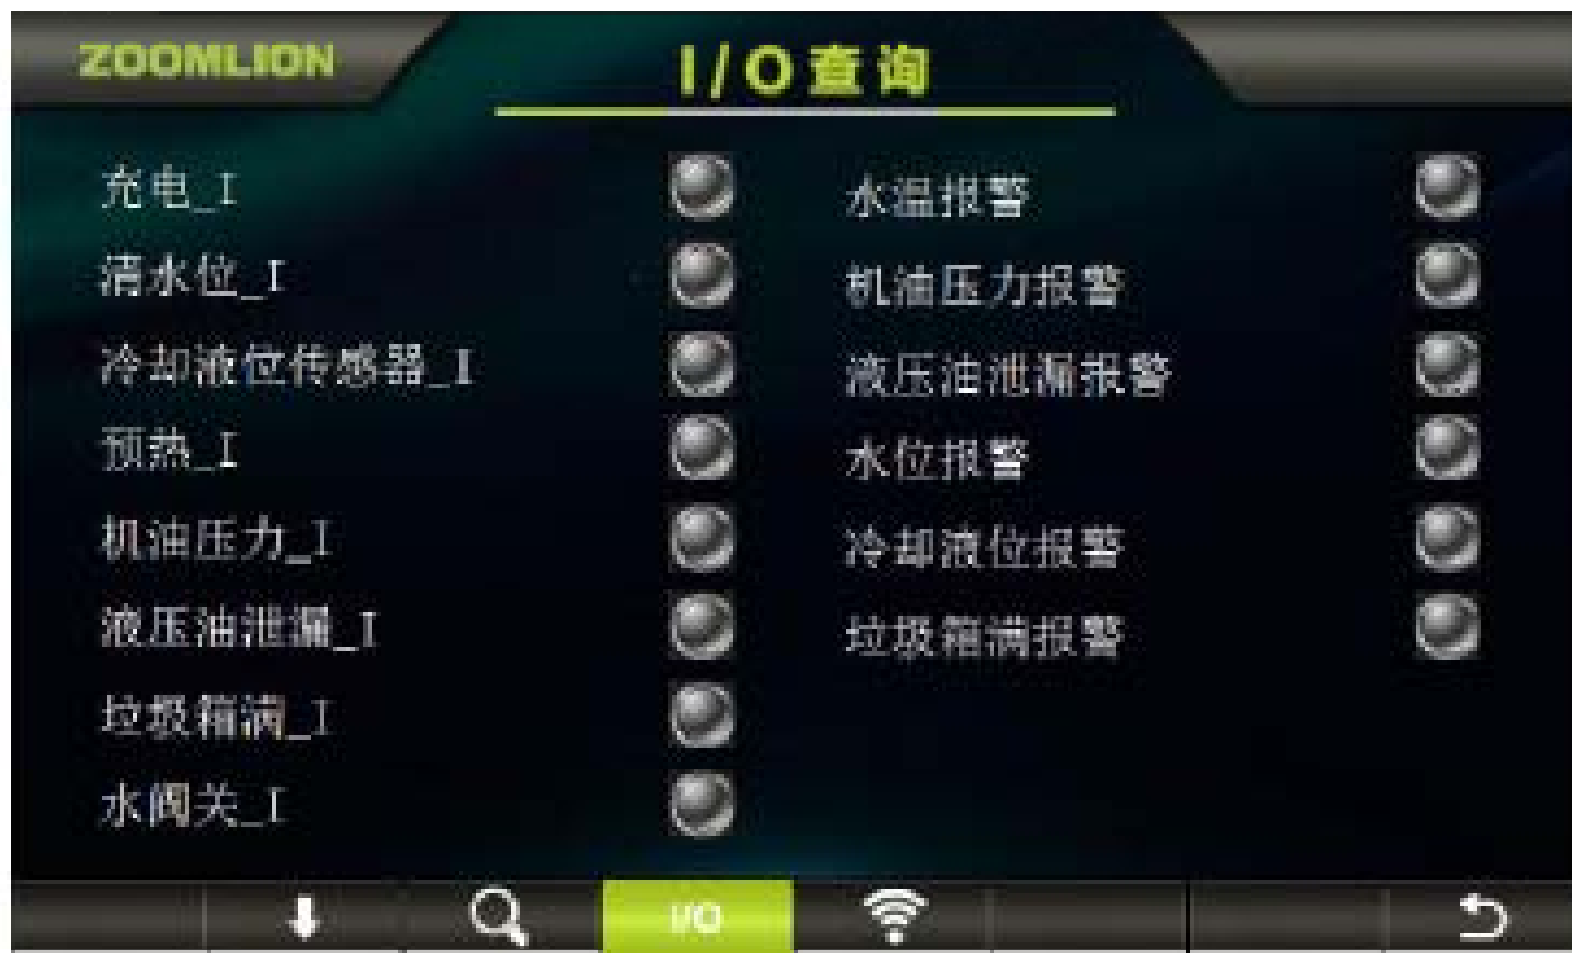 ZOOMLION
I/O查询
充电_I
清水位_I
冷却液位传感器_I
预热_I
机油压力_I
液压油泄漏_I
垃圾箱满_I
水阀关_I
水温报警
机油压力报警
液压油泄漏报警
水位报警
冷却液位报警
垃圾箱满报警
I/O